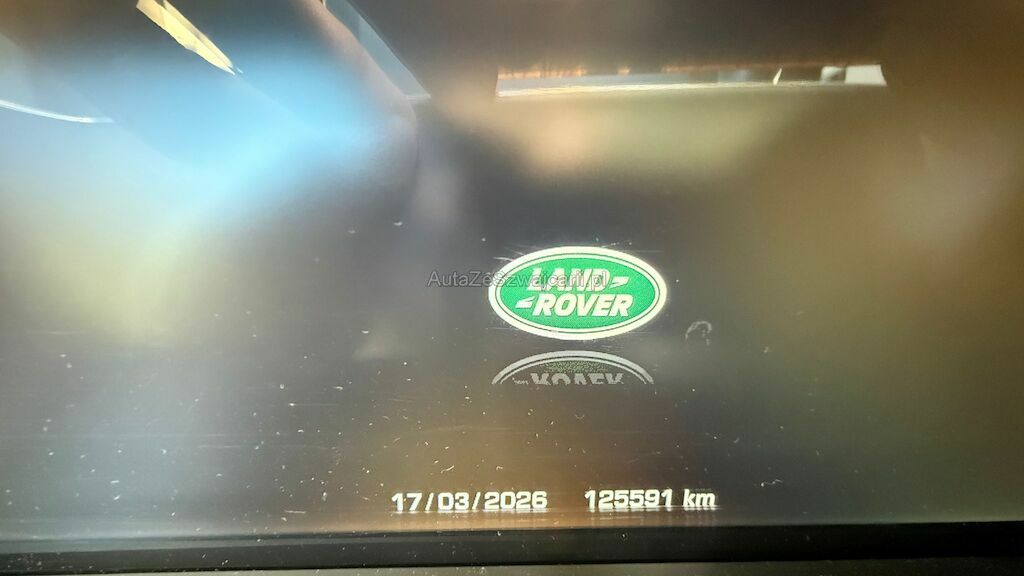 AutaZeSzwajcarii.pl
LAND
ROVER
17/03/2026 125591 km